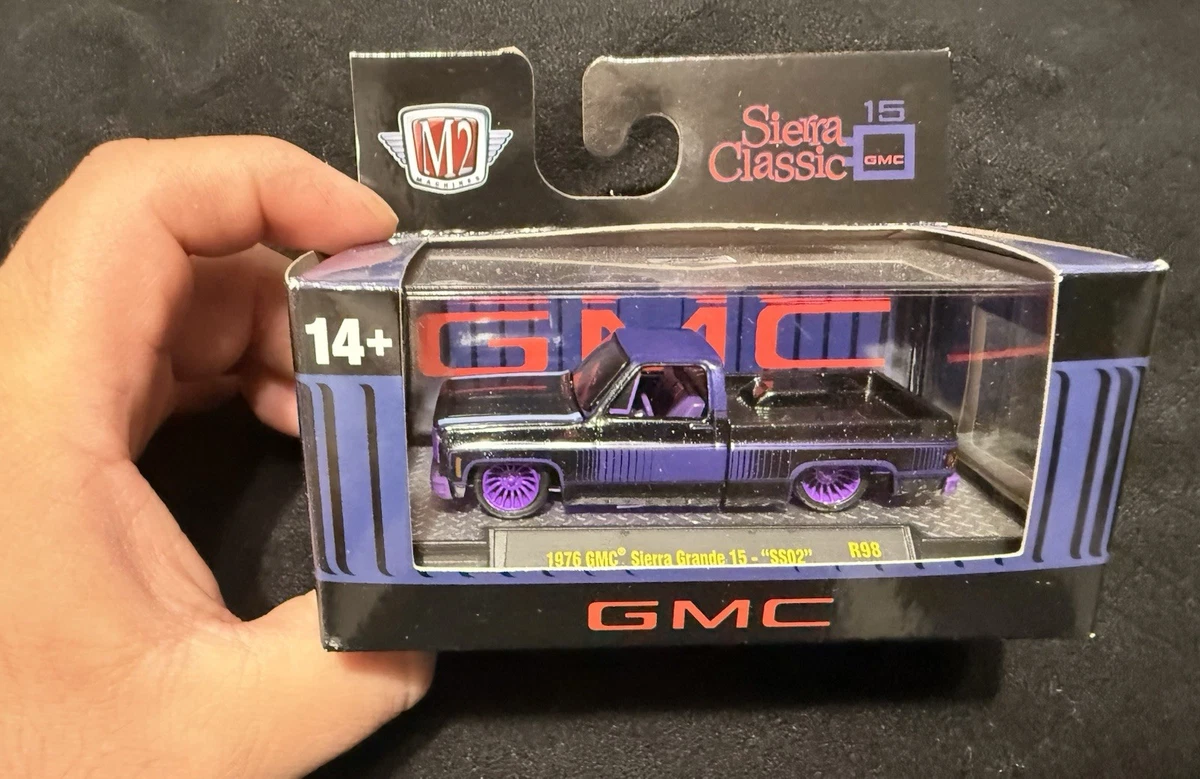 M2
MACHINES
Sierra
Classic
15
GMC
14+
GMC
1976 GMC® Sierra Grande 15 - "SS02" R98
GMC